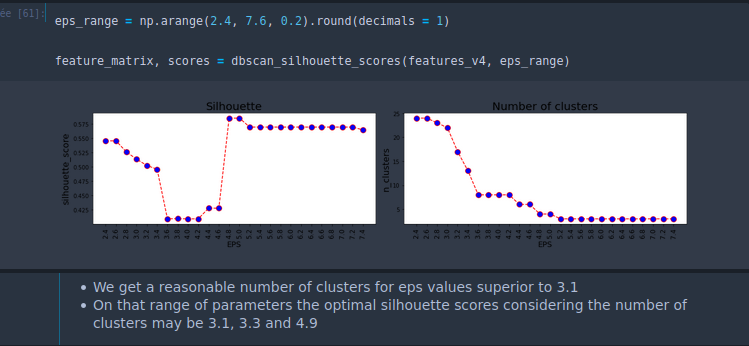 ée [61]:
eps_range = np.arange(2.4, 7.6, 0.2).round(decimals = 1)
feature_matrix, scores = dbscan_silhouette_scores(features_v4, eps_range)
Silhouette
silhouette_score
0.575
0.550
0.525
0.500
0.475
0.450
0.425
2.4 2.6 2.8 3.0 3.2 3.4 3.6 3.8 4.0 4.2 4.4 4.6 4.8 5.0 5.2 5.4 5.6 5.8 6.0 6.2 6.4 6.6 6.8 7.0 7.2 7.4
EPS
Number of clusters
n_clusters
25
20
15
10
5
2.4 2.6 2.8 3.0 3.2 3.4 3.6 3.8 4.0 4.2 4.4 4.6 4.8 5.0 5.2 5.4 5.6 5.8 6.0 6.2 6.4 6.6 6.8 7.0 7.2 7.4
EPS
• We get a reasonable number of clusters for eps values superior to 3.1
• On that range of parameters the optimal silhouette scores considering the number of
clusters may be 3.1, 3.3 and 4.9